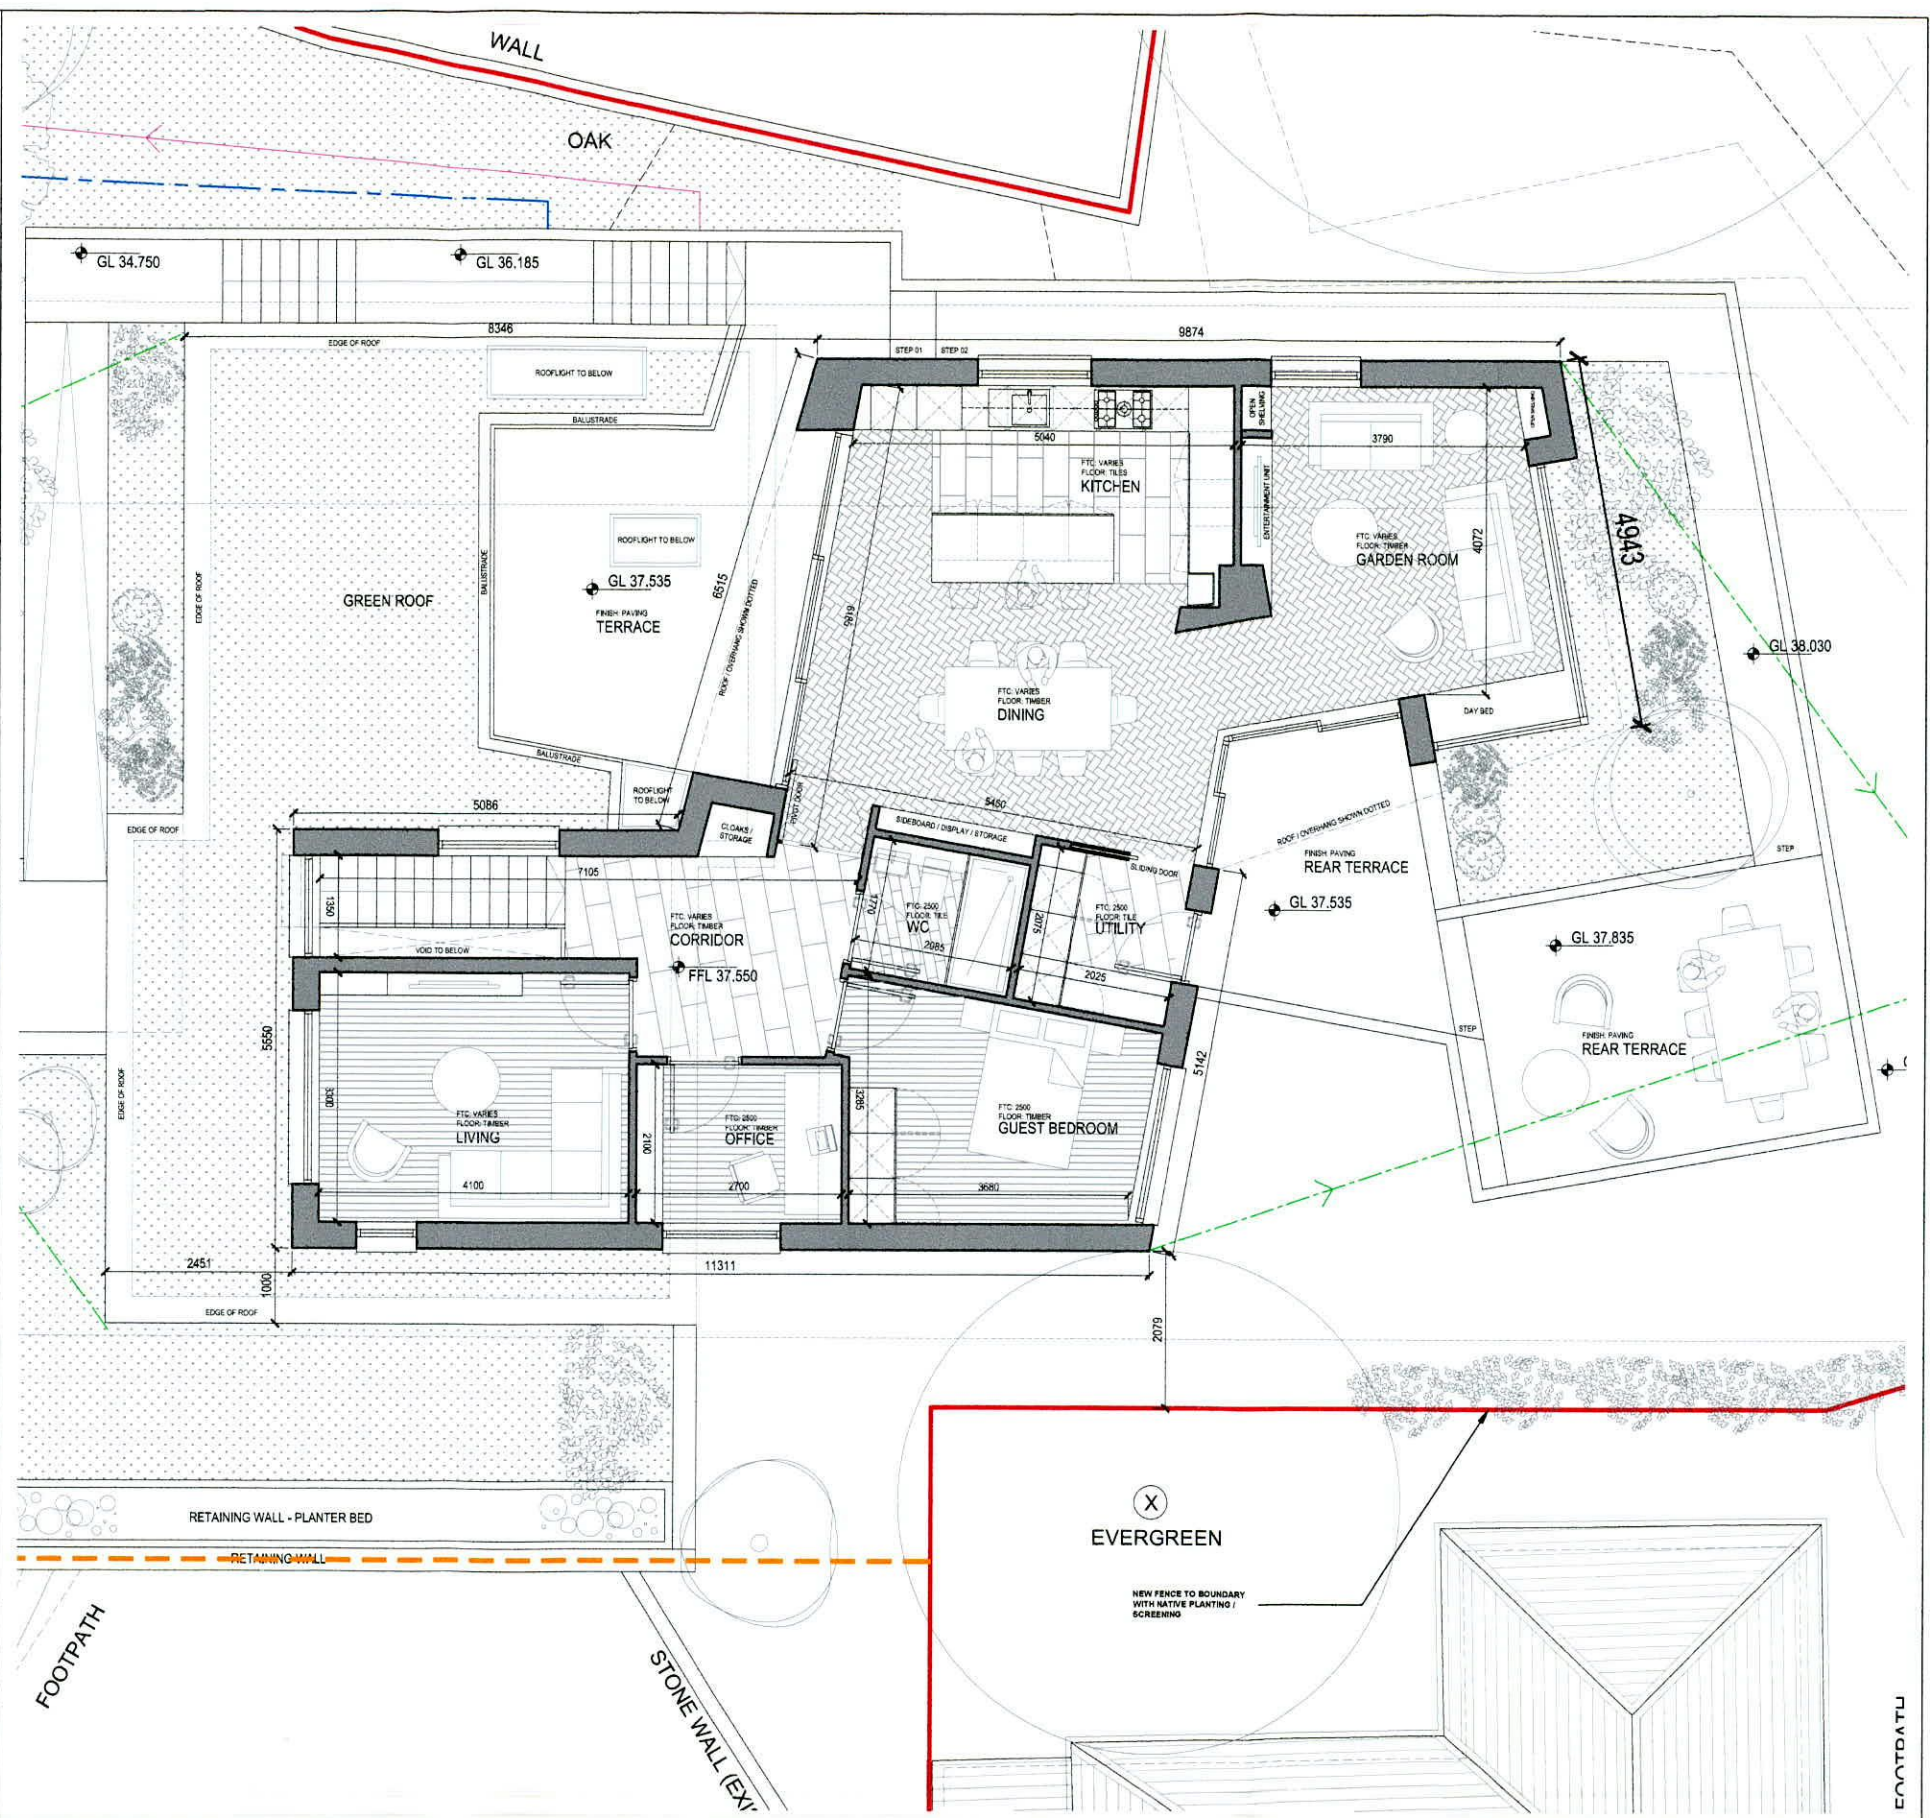 WALL
OAK
GL 34.750
GL 36.185
8346
9874
EDGE OF ROOF
STEP 01
STEP 02
ROOFLIGHT TO BELOW
BALUSTRADE
OPEN SHELVING
5040
3790
FTC: VARIES
FLOOR: TILES
KITCHEN
ENTERTAINMENT UNIT
4943
ROOFLIGHT TO BELOW
FTC: VARIES
FLOOR: TIMBER
GARDEN ROOM
4072
BALUSTRADE
GL 37.535
6515
EDGE OF ROOF
GREEN ROOF
FINISH: PAVING
TERRACE
ROOF / OVERHANG SHOWN DOTTED
6185
GL 38.030
FTC: VARIES
FLOOR: TIMBER
DINING
DAY BED
BALUSTRADE
ROOFLIGHT
TO BELOW
PIVOT DOOR
5460
5086
EDGE OF ROOF
CLOAKS /
STORAGE
SIDEBOARD / DISPLAY / STORAGE
ROOF / OVERHANG SHOWN DOTTED
FINISH: PAVING
REAR TERRACE
STEP
SLIDING DOOR
7105
1350
1770
FTC: 2500
FLOOR: TILE
WC
2075
FTC: 2500
FLOOR: TILE
UTILITY
GL 37.535
FTC: VARIES
FLOOR: TIMBER
CORRIDOR
VOID TO BELOW
2085
2025
GL 37.835
FFL 37.550
STEP
FINISH: PAVING
REAR TERRACE
5550
5142
EDGE OF ROOF
3300
FTC: VARIES
FLOOR: TIMBER
LIVING
2100
FTC: 2500
FLOOR: TIMBER
OFFICE
3285
FTC: 2500
FLOOR: TIMBER
GUEST BEDROOM
4100
2700
3680
2451
1000
11311
EDGE OF ROOF
2079
RETAINING WALL - PLANTER BED
RETAINING WALL
X
EVERGREEN
NEW FENCE TO BOUNDARY
WITH NATIVE PLANTING /
SCREENING
FOOTPATH
STONE WALL (EXI
FOOTPATH